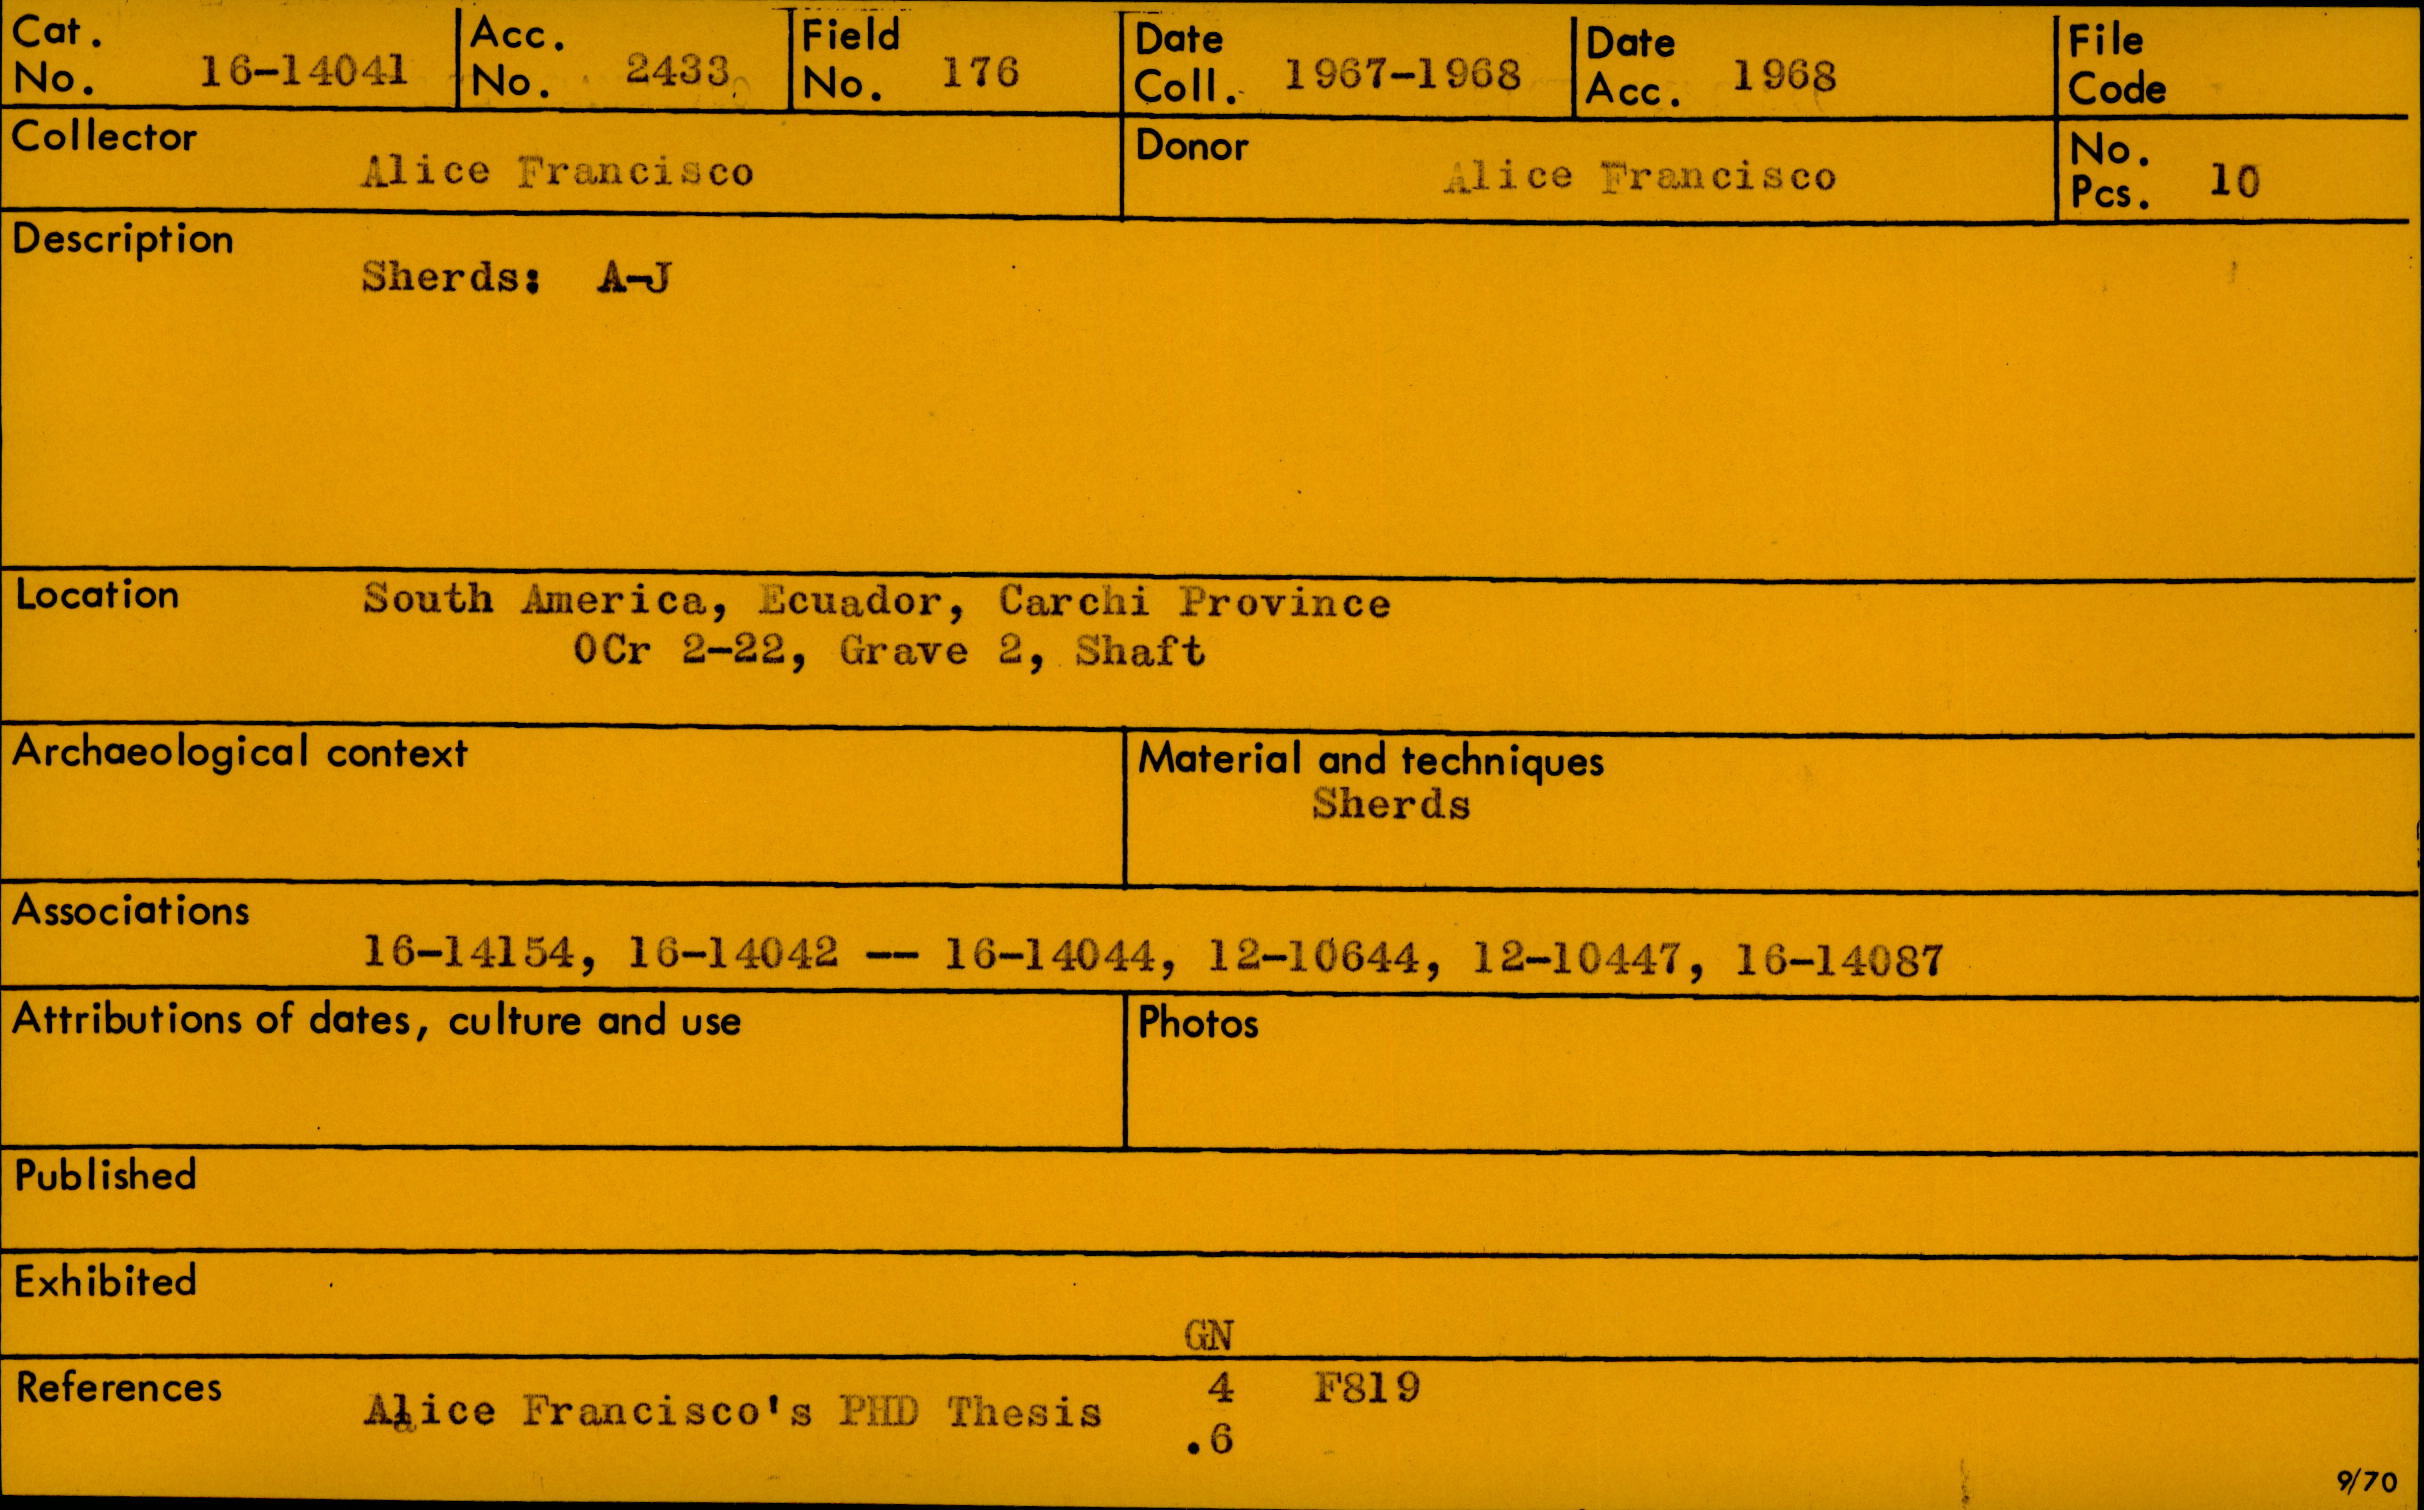 Cat. No. 16-14041
Acc. No. 2433
Field No. 176
Date Coll. 1967-1968
Date Acc. 1968
File Code
Collector
Alice Francisco
Donor
Alice Francisco
No. Pcs. 10
Description
Sherds: A-J
Location South America, Ecuador, Carchi Province
OCr 2-22, Grave 2, Shaft
Archaeological context
Material and techniques
Sherds
Associations
16-14154, 16-14042 -- 16-14044, 12-10644, 12-10447, 16-14087
Attributions of dates, culture and use
Photos
Published
Exhibited
References
Alice Francisco's PHD Thesis
GN
4 F819
.6
9/70